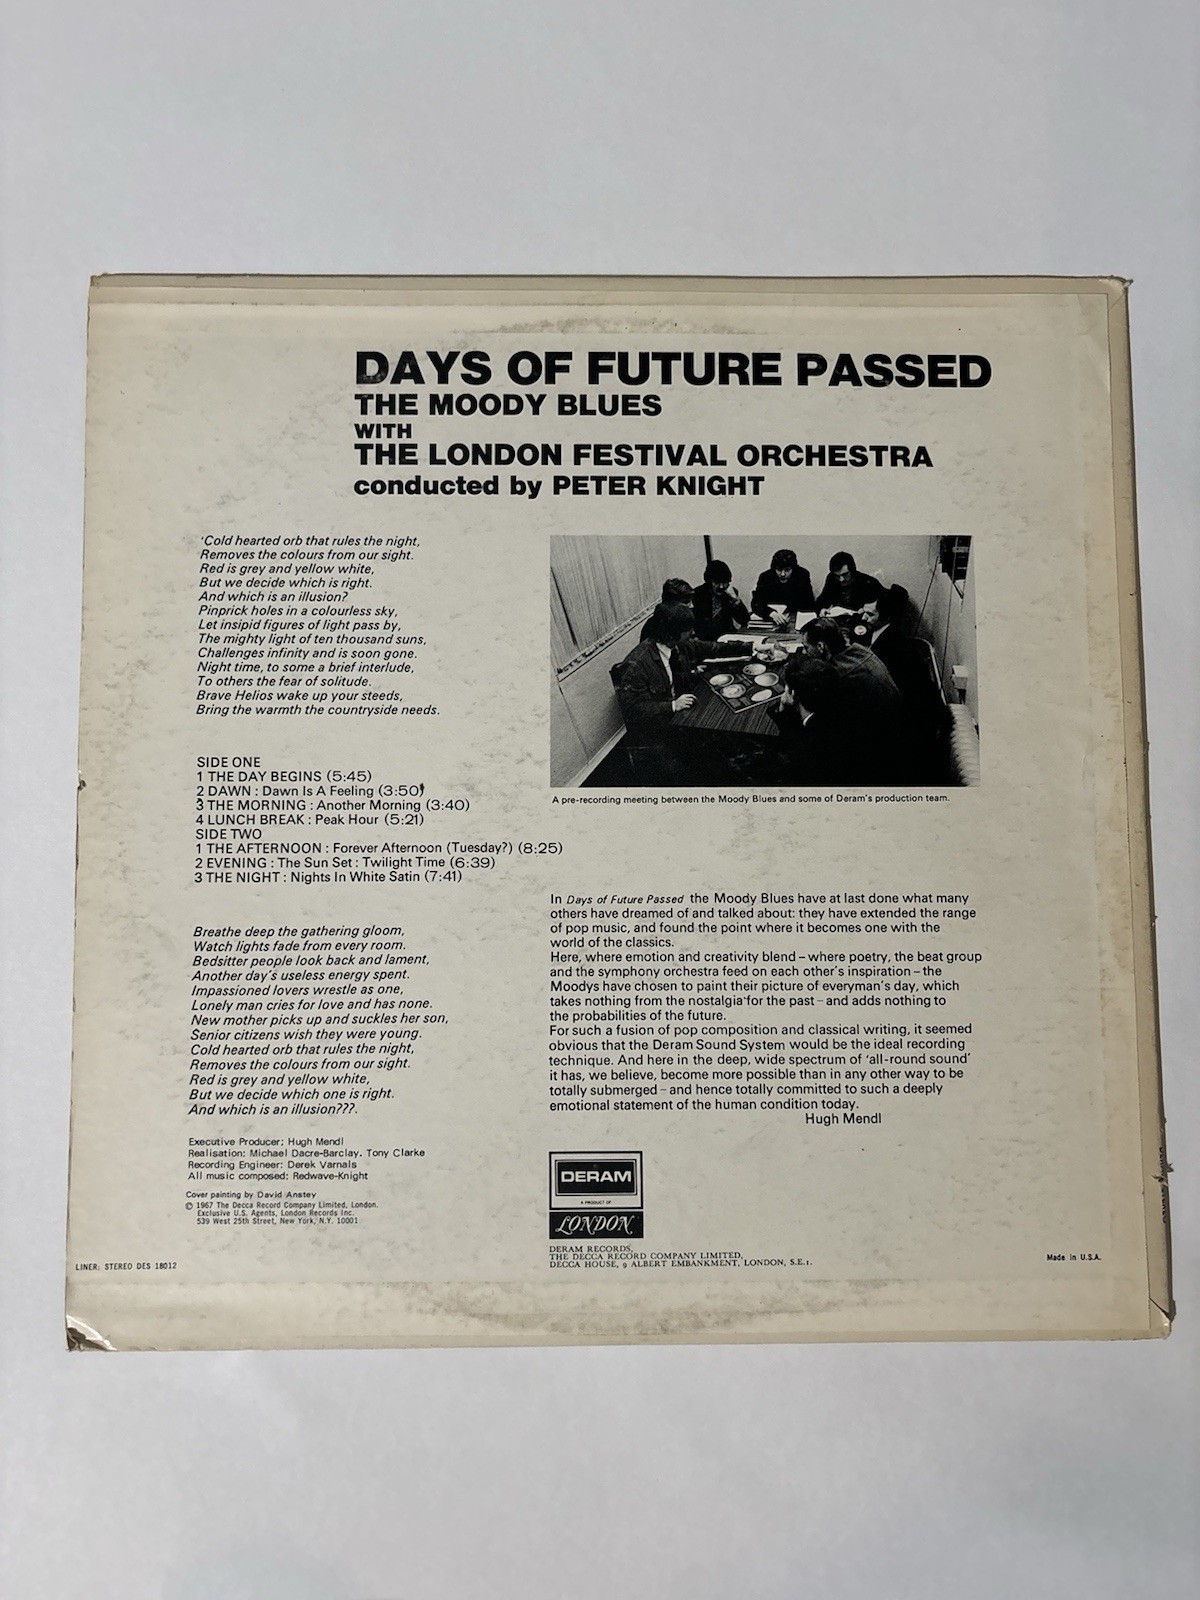 DAYS OF FUTURE PASSED
THE MOODY BLUES
WITH
THE LONDON FESTIVAL ORCHESTRA
conducted by PETER KNIGHT
'Cold hearted orb that rules the night,
Removes the colours from our sight.
Red is grey and yellow white,
But we decide which is right.
And which is an illusion?
Pinprick holes in a colourless sky,
Let insipid figures of light pass by,
The mighty light of ten thousand suns,
Challenges infinity and is soon gone.
Night time, to some a brief interlude,
To others the fear of solitude.
Brave Helios wake up your steeds,
Bring the warmth the countryside needs.
A pre-recording meeting between the Moody Blues and some of Deram's production team.
SIDE ONE
1 THE DAY BEGINS (5:45)
2 DAWN : Dawn Is A Feeling (3:50)
3 THE MORNING : Another Morning (3:40)
4 LUNCH BREAK : Peak Hour (5:21)
SIDE TWO
1 THE AFTERNOON : Forever Afternoon (Tuesday?) (8:25)
2 EVENING : The Sun Set : Twilight Time (6:39)
3 THE NIGHT : Nights In White Satin (7:41)
Breathe deep the gathering gloom,
Watch lights fade from every room.
Bedsitter people look back and lament,
Another day's useless energy spent.
Impassioned lovers wrestle as one,
Lonely man cries for love and has none.
New mother picks up and suckles her son,
Senior citizens wish they were young.
Cold hearted orb that rules the night,
Removes the colours from our sight.
Red is grey and yellow white,
But we decide which one is right.
And which is an illusion???.
In Days of Future Passed the Moody Blues have at last done what many
others have dreamed of and talked about: they have extended the range
of pop music, and found the point where it becomes one with the
world of the classics.
Here, where emotion and creativity blend – where poetry, the beat group
and the symphony orchestra feed on each other's inspiration – the
Moodys have chosen to paint their picture of everyman's day, which
takes nothing from the nostalgia for the past – and adds nothing to
the probabilities of the future.
For such a fusion of pop composition and classical writing, it seemed
obvious that the Deram Sound System would be the ideal recording
technique. And here in the deep, wide spectrum of 'all-round sound'
it has, we believe, become more possible than in any other way to be
totally submerged – and hence totally committed to such a deeply
emotional statement of the human condition today.
Hugh Mendl
Executive Producer: Hugh Mendl
Realisation: Michael Dacre-Barclay. Tony Clarke
Recording Engineer: Derek Varnals
All music composed: Redwave-Knight
Cover painting by David Anstey
© 1967 The Decca Record Company Limited, London.
Exclusive U.S. Agents, London Records Inc.
539 West 25th Street, New York, N.Y. 10001
DERAM
A PRODUCT OF
LONDON
DERAM RECORDS,
THE DECCA RECORD COMPANY LIMITED,
DECCA HOUSE, 9 ALBERT EMBANKMENT, LONDON, S.E.1.
LINER: STEREO DES 18012
Made in U.S.A.